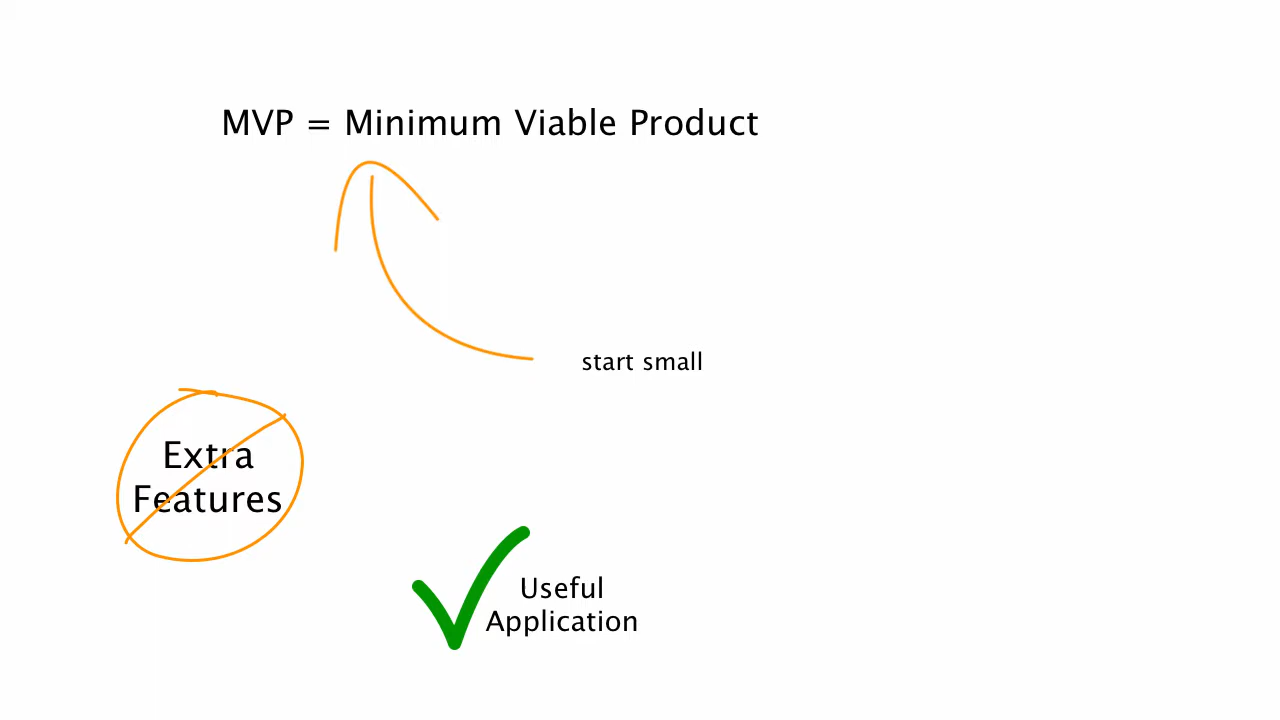 MVP = Minimum Viable Product
start small
Extra
Features
Useful
Application